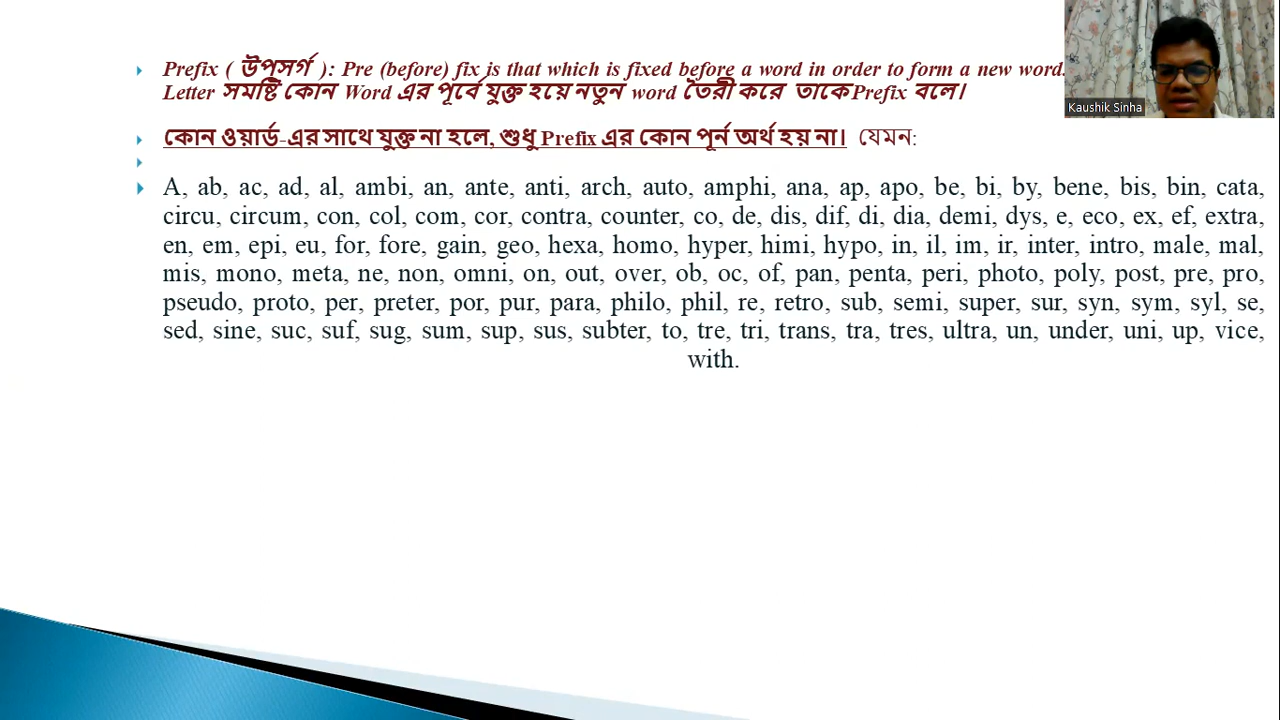 Prefix ( উপসর্গ ): Pre (before) fix is that which is fixed before a word in order to form a new word.
Letter সমষ্টি কোন Word এর পূর্বে যুক্ত হয়ে নতুন word তৈরী করে তাকে Prefix বলে।
কোন ওয়ার্ড-এর সাথে যুক্ত না হলে, শুধু Prefix এর কোন পূর্ন অর্থ হয় না। যেমন:
A, ab, ac, ad, al, ambi, an, ante, anti, arch, auto, amphi, ana, ap, apo, be, bi, by, bene, bis, bin, cata,
circu, circum, con, col, com, cor, contra, counter, co, de, dis, dif, di, dia, demi, dys, e, eco, ex, ef, extra,
en, em, epi, eu, for, fore, gain, geo, hexa, homo, hyper, himi, hypo, in, il, im, ir, inter, intro, male, mal,
mis, mono, meta, ne, non, omni, on, out, over, ob, oc, of, pan, penta, peri, photo, poly, post, pre, pro,
pseudo, proto, per, preter, por, pur, para, philo, phil, re, retro, sub, semi, super, sur, syn, sym, syl, se,
sed, sine, suc, suf, sug, sum, sup, sus, subter, to, tre, tri, trans, tra, tres, ultra, un, under, uni, up, vice,
with.
Kaushik Sinha